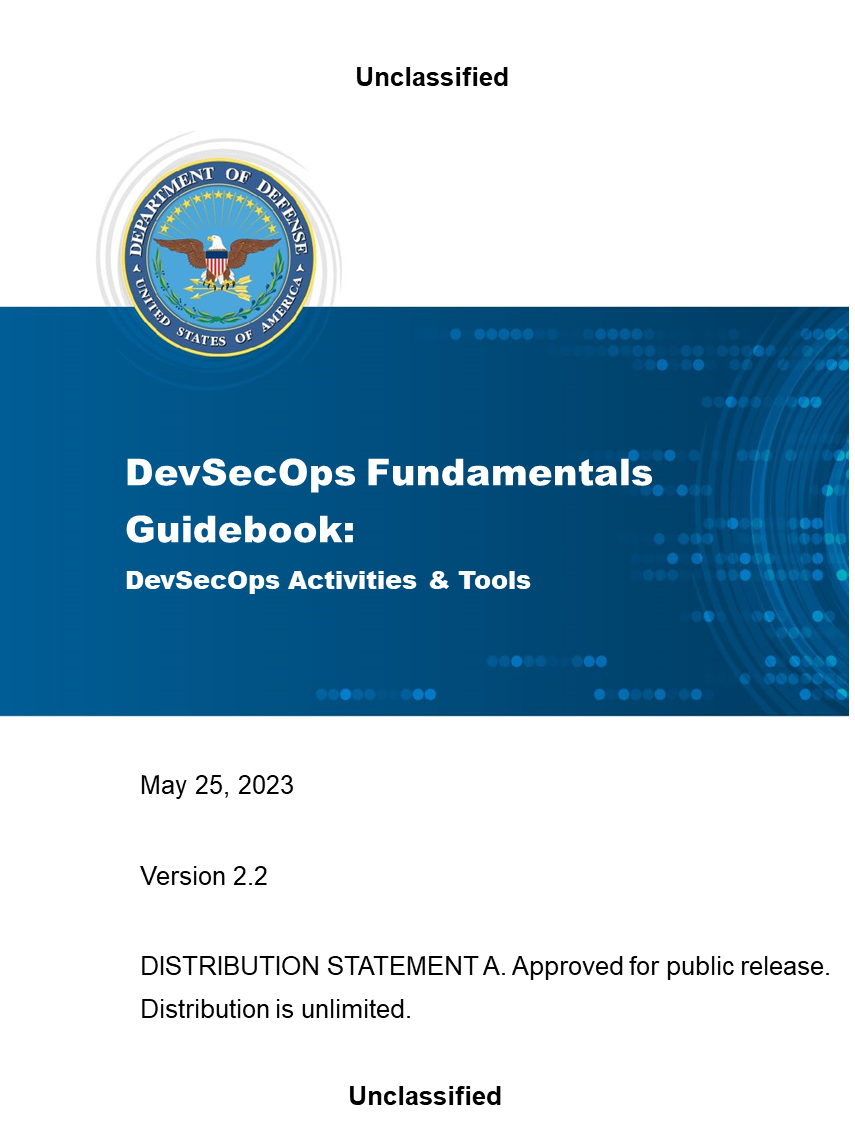 Unclassified
DEPARTMENT OF DEFENSE
UNITED STATES OF AMERICA
DevSecOps Fundamentals
Guidebook:
DevSecOps Activities & Tools
May 25, 2023
Version 2.2
DISTRIBUTION STATEMENT A. Approved for public release.
Distribution is unlimited.
Unclassified